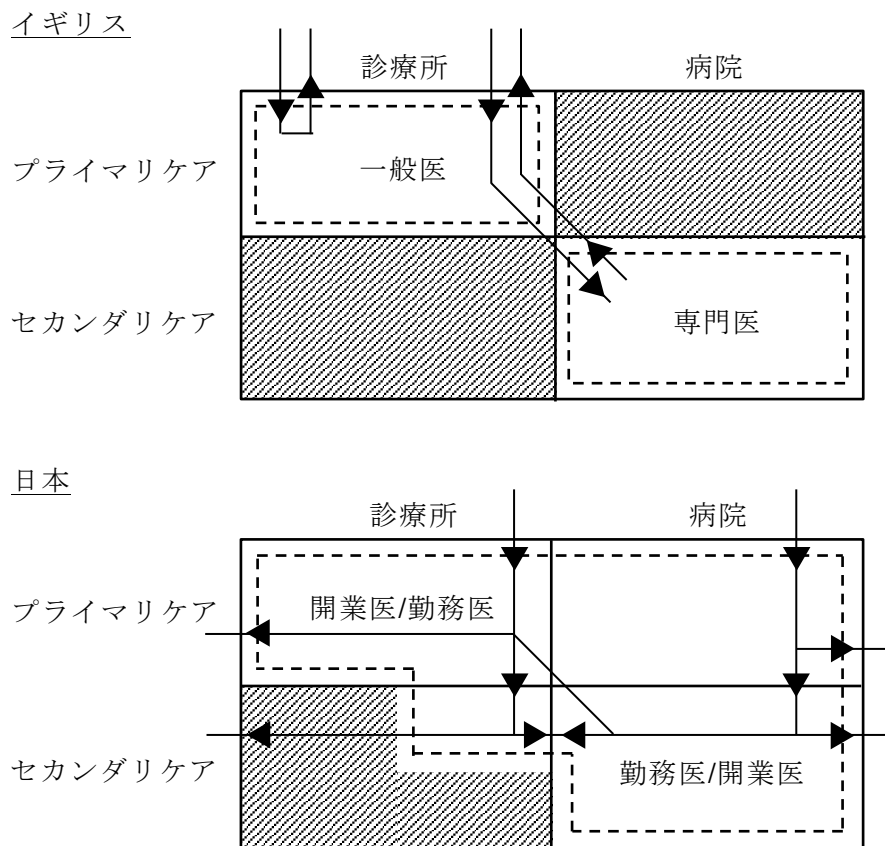 イギリス
診療所 病院
プライマリケア 一般医
セカンダリケア 専門医
日本
診療所 病院
プライマリケア 開業医/勤務医
セカンダリケア 勤務医/開業医